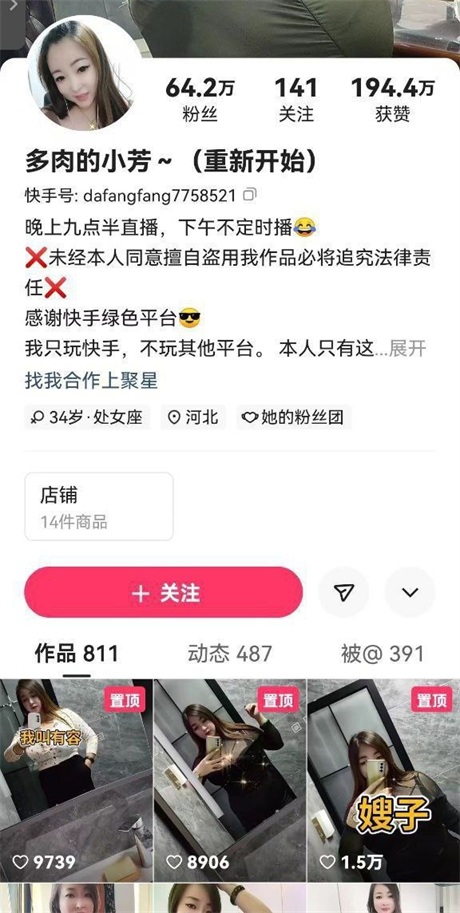 64.2万
141
194.4万
粉丝
关注
获赞
多肉的小芳~（重新开始）
快手号: dafangfang7758521
晚上九点半直播，下午不定时播😂
❌未经本人同意擅自盗用我作品必将追究法律责
任❌
感谢快手绿色平台😎
我只玩快手，不玩其他平台。 本人只有这...展开
找我合作上聚星
34岁·处女座
河北
她的粉丝团
店铺
14件商品
+ 关注
作品 811
动态 487
被@ 391
置顶
我叫有容
9739
置顶
8906
置顶
嫂子
1.5万